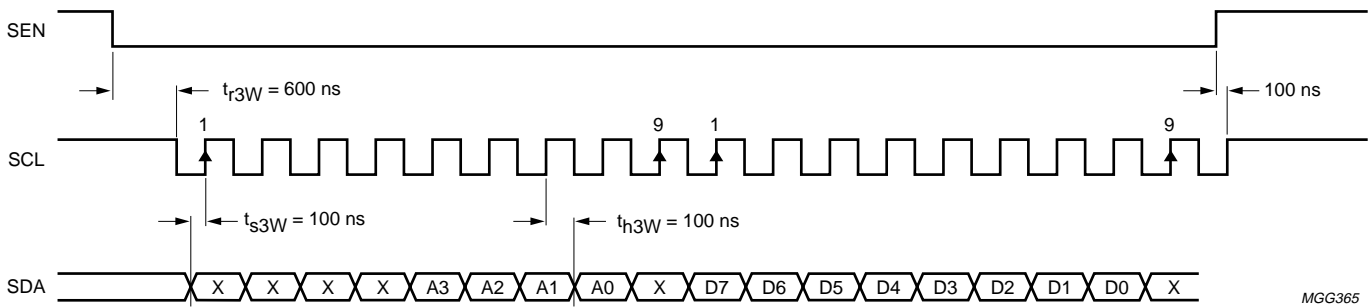 SEN
t_r3W = 600 ns
100 ns
1 9 1 9
SCL
t_s3W = 100 ns
t_h3W = 100 ns
SDA X X X X A3 A2 A1 A0 X D7 D6 D5 D4 D3 D2 D1 D0 X
MGG365